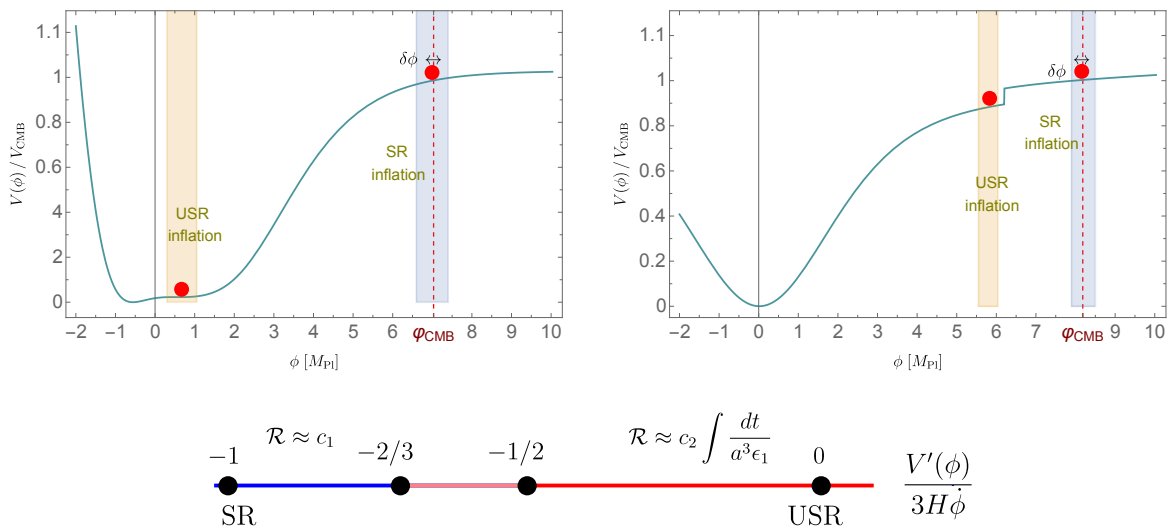 1.1
1
0.8
0.6
0.4
0.2
0
V(ϕ) / V_CMB
δϕ
SR
inflation
USR
inflation
−2 −1 0 1 2 3 4 5 6 7 8 9 10
φ_CMB
ϕ [M_Pl]
1.1
1
0.8
0.6
0.4
0.2
0
V(ϕ) / V_CMB
δϕ
SR
inflation
USR
inflation
−2 −1 0 1 2 3 4 5 6 7 8 9 10
φ_CMB
ϕ [M_Pl]
ℛ ≈ c₁
ℛ ≈ c₂ ∫ dt / a³ϵ₁
−1 −2/3 −1/2 0
V′(ϕ) / 3Hϕ̇
SR USR